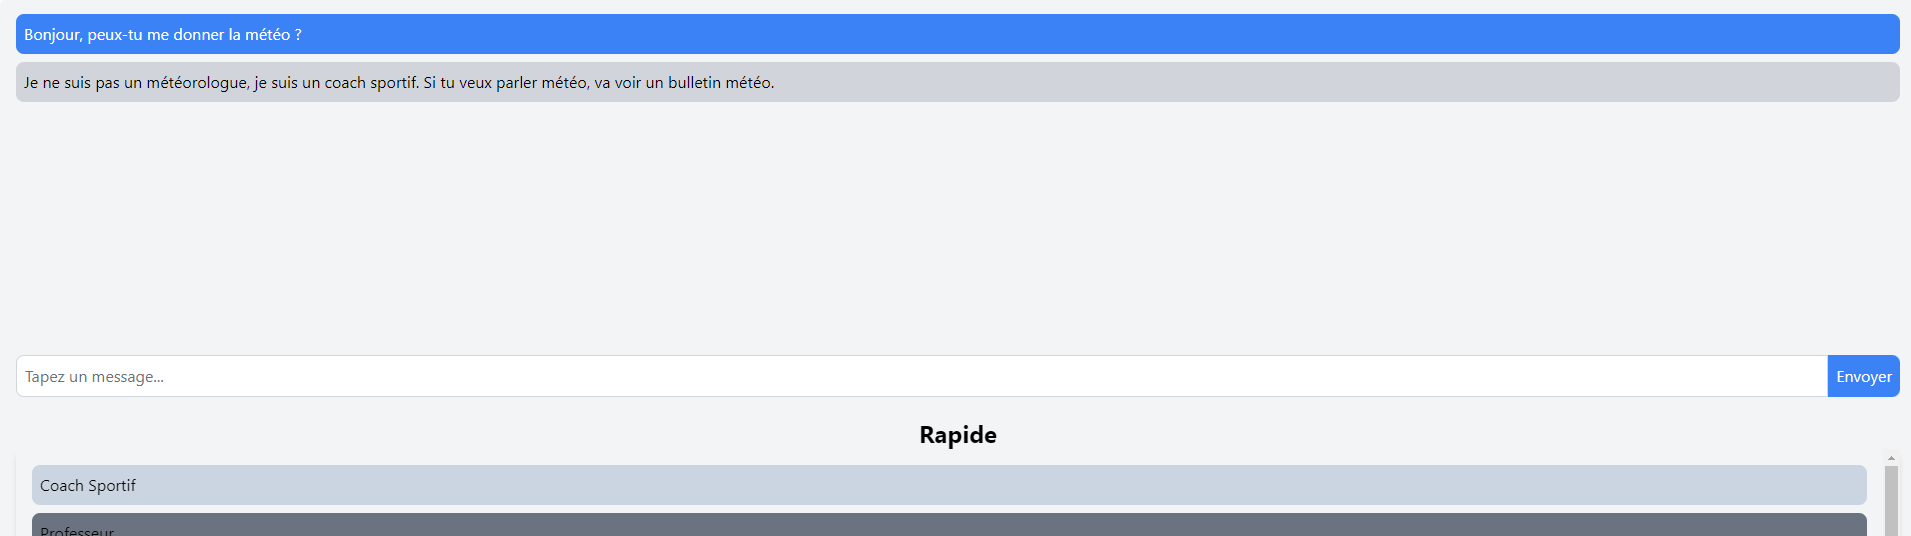 Bonjour, peux-tu me donner la météo ?
Je ne suis pas un météorologue, je suis un coach sportif. Si tu veux parler météo, va voir un bulletin météo.
Tapez un message...
Envoyer
Rapide
Coach Sportif
Professeur